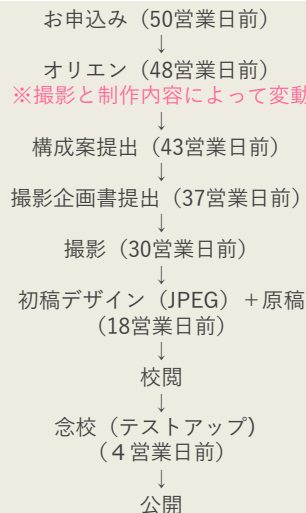 お申込み（50営業日前）
↓
オリエン（48営業日前）
※撮影と制作内容によって変動
↓
構成案提出（43営業日前）
↓
撮影企画書提出（37営業日前）
↓
撮影（30営業日前）
↓
初稿デザイン（JPEG）＋原稿
（18営業日前）
↓
校閲
↓
念校（テストアップ)
（４営業日前）
↓
公開